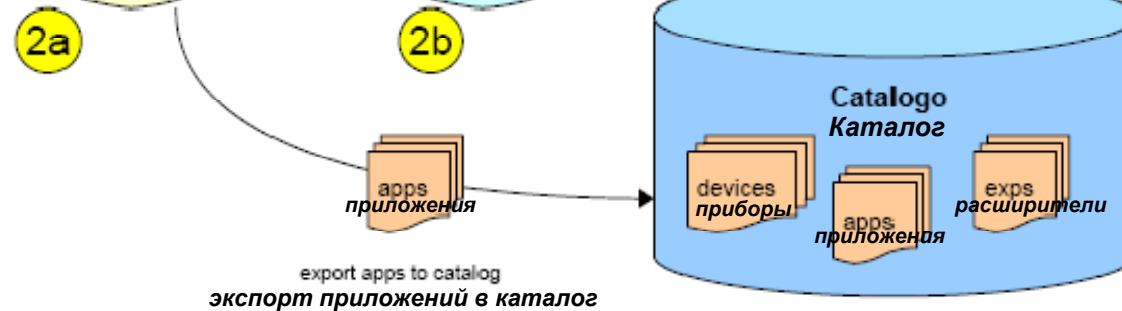 2a
2b
Catalogo
Каталог
apps
приложения
devices
приборы
apps
приложения
exps
расширители
export apps to catalog
экспорт приложений в каталог